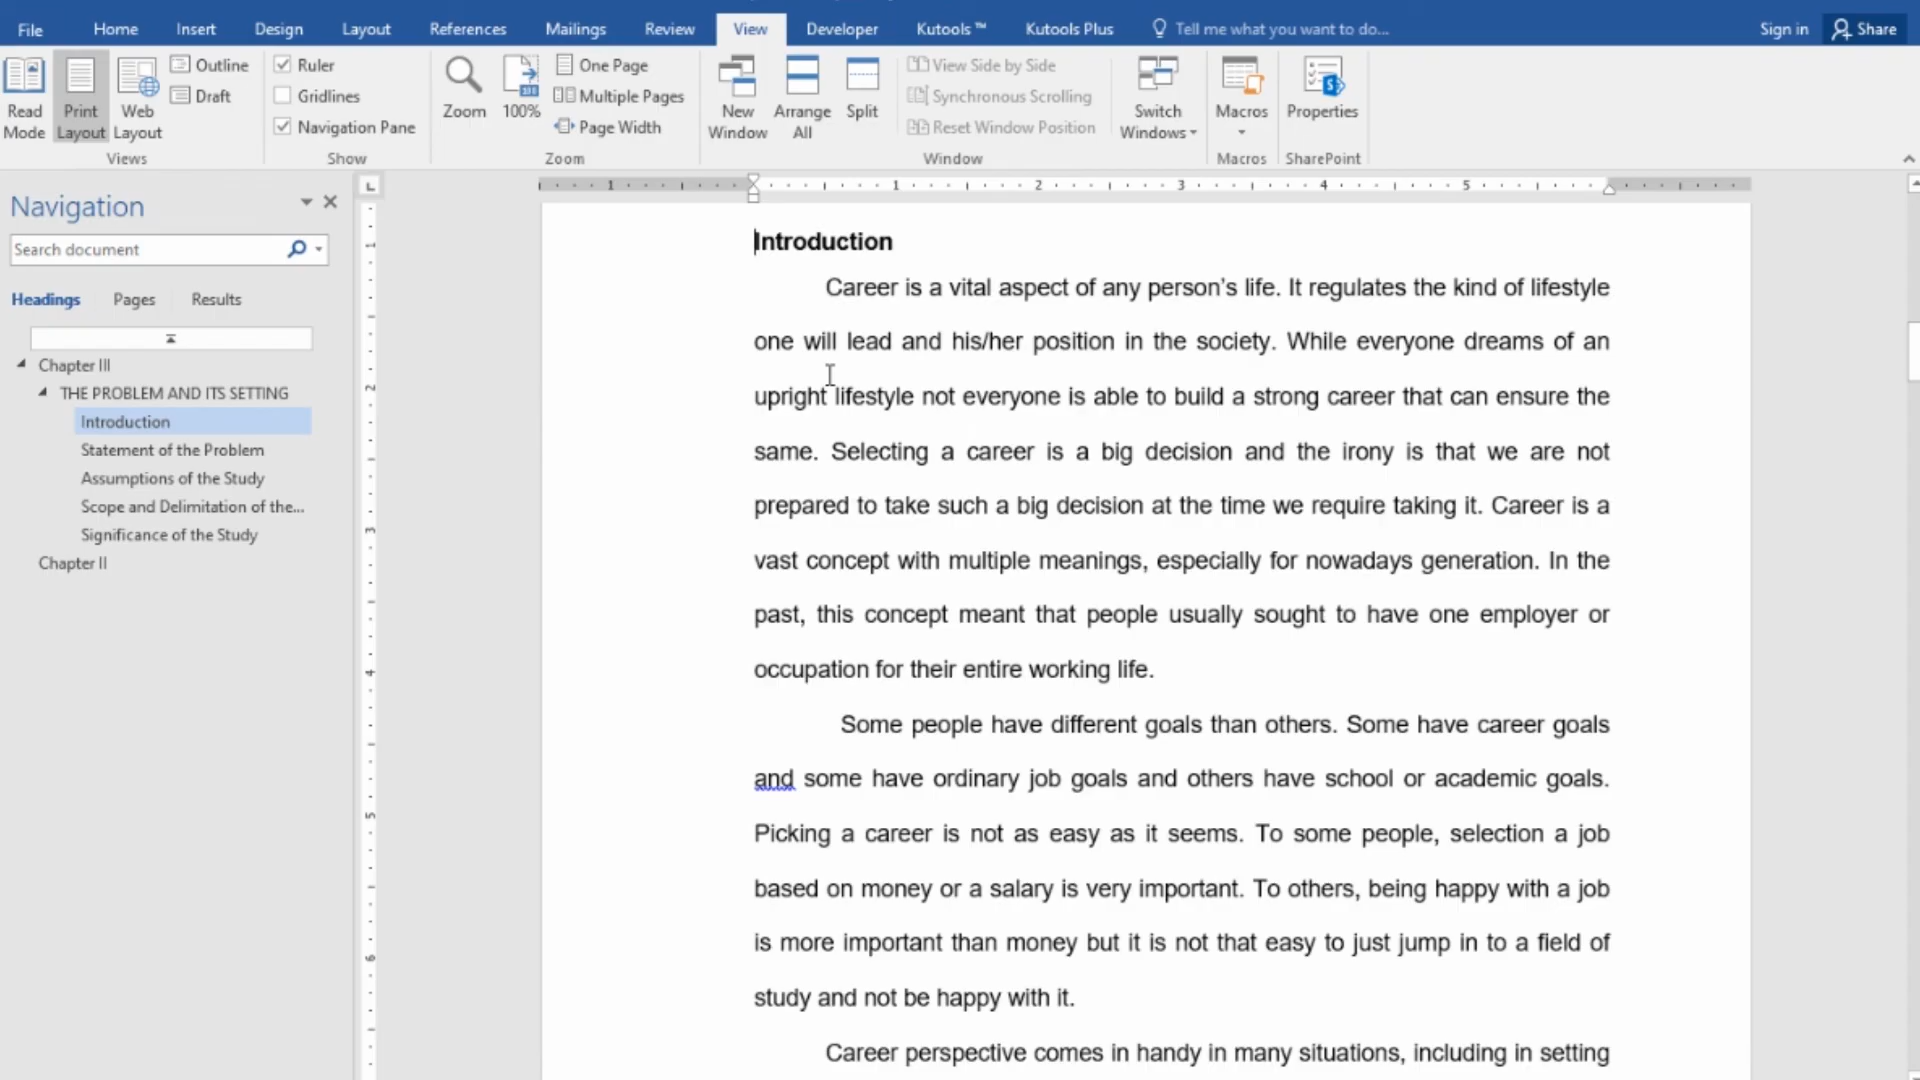 File Home Insert Design Layout References Mailings Review View Developer Kutools ™ Kutools Plus Tell me what you want to do... Sign in Share
Read Mode
Print Layout
Web Layout
Outline
Draft
Views
Ruler
Gridlines
Navigation Pane
Show
Zoom
100%
One Page
Multiple Pages
Page Width
Zoom
New Window
Arrange All
Split
View Side by Side
Synchronous Scrolling
Reset Window Position
Window
Switch Windows
Macros
Macros
Properties
SharePoint
Navigation
Search document
Headings Pages Results
Chapter III
THE PROBLEM AND ITS SETTING
Introduction
Statement of the Problem
Assumptions of the Study
Scope and Delimitation of the...
Significance of the Study
Chapter II
L
1 1 2 3 4 5
1
2
3
4
5
6
Introduction
Career is a vital aspect of any person’s life. It regulates the kind of lifestyle
one will lead and his/her position in the society. While everyone dreams of an
upright lifestyle not everyone is able to build a strong career that can ensure the
same. Selecting a career is a big decision and the irony is that we are not
prepared to take such a big decision at the time we require taking it. Career is a
vast concept with multiple meanings, especially for nowadays generation. In the
past, this concept meant that people usually sought to have one employer or
occupation for their entire working life.
Some people have different goals than others. Some have career goals
and some have ordinary job goals and others have school or academic goals.
Picking a career is not as easy as it seems. To some people, selection a job
based on money or a salary is very important. To others, being happy with a job
is more important than money but it is not that easy to just jump in to a field of
study and not be happy with it.
Career perspective comes in handy in many situations, including in setting